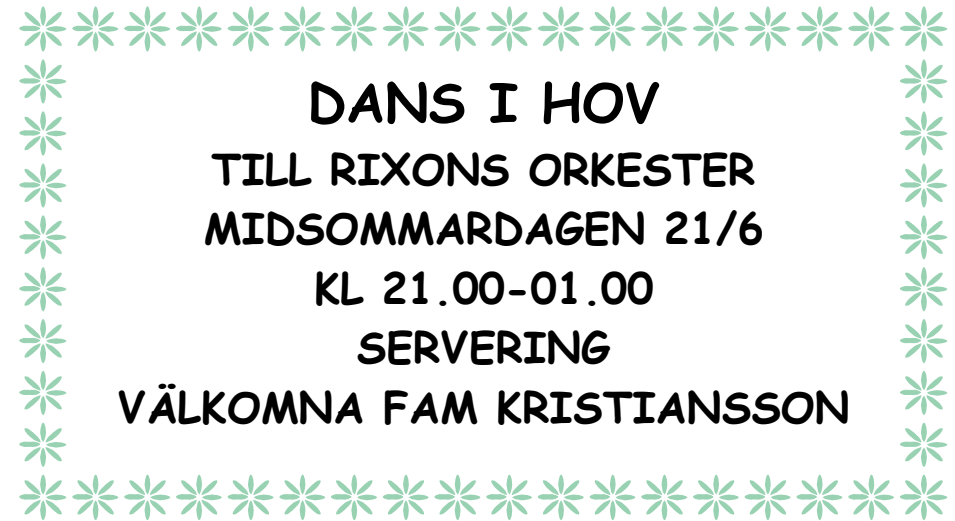 DANS I HOV
TILL RIXONS ORKESTER
MIDSOMMARDAGEN 21/6
KL 21.00-01.00
SERVERING
VÄLKOMNA FAM KRISTIANSSON